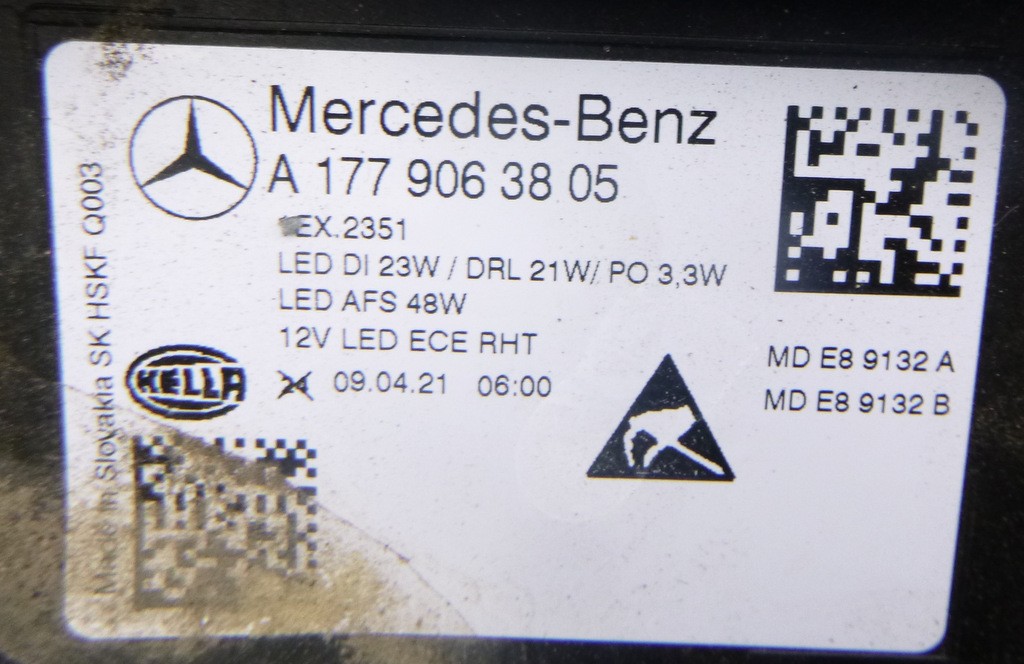 Mercedes-Benz
A 177 906 38 05
EX.2351
LED DI 23W / DRL 21W/ PO 3,3W
LED AFS 48W
12V LED ECE RHT
HELLA
24 09.04.21 06:00
MD E8 9132 A
MD E8 9132 B
Made in Slovakia SK HSKF Q003